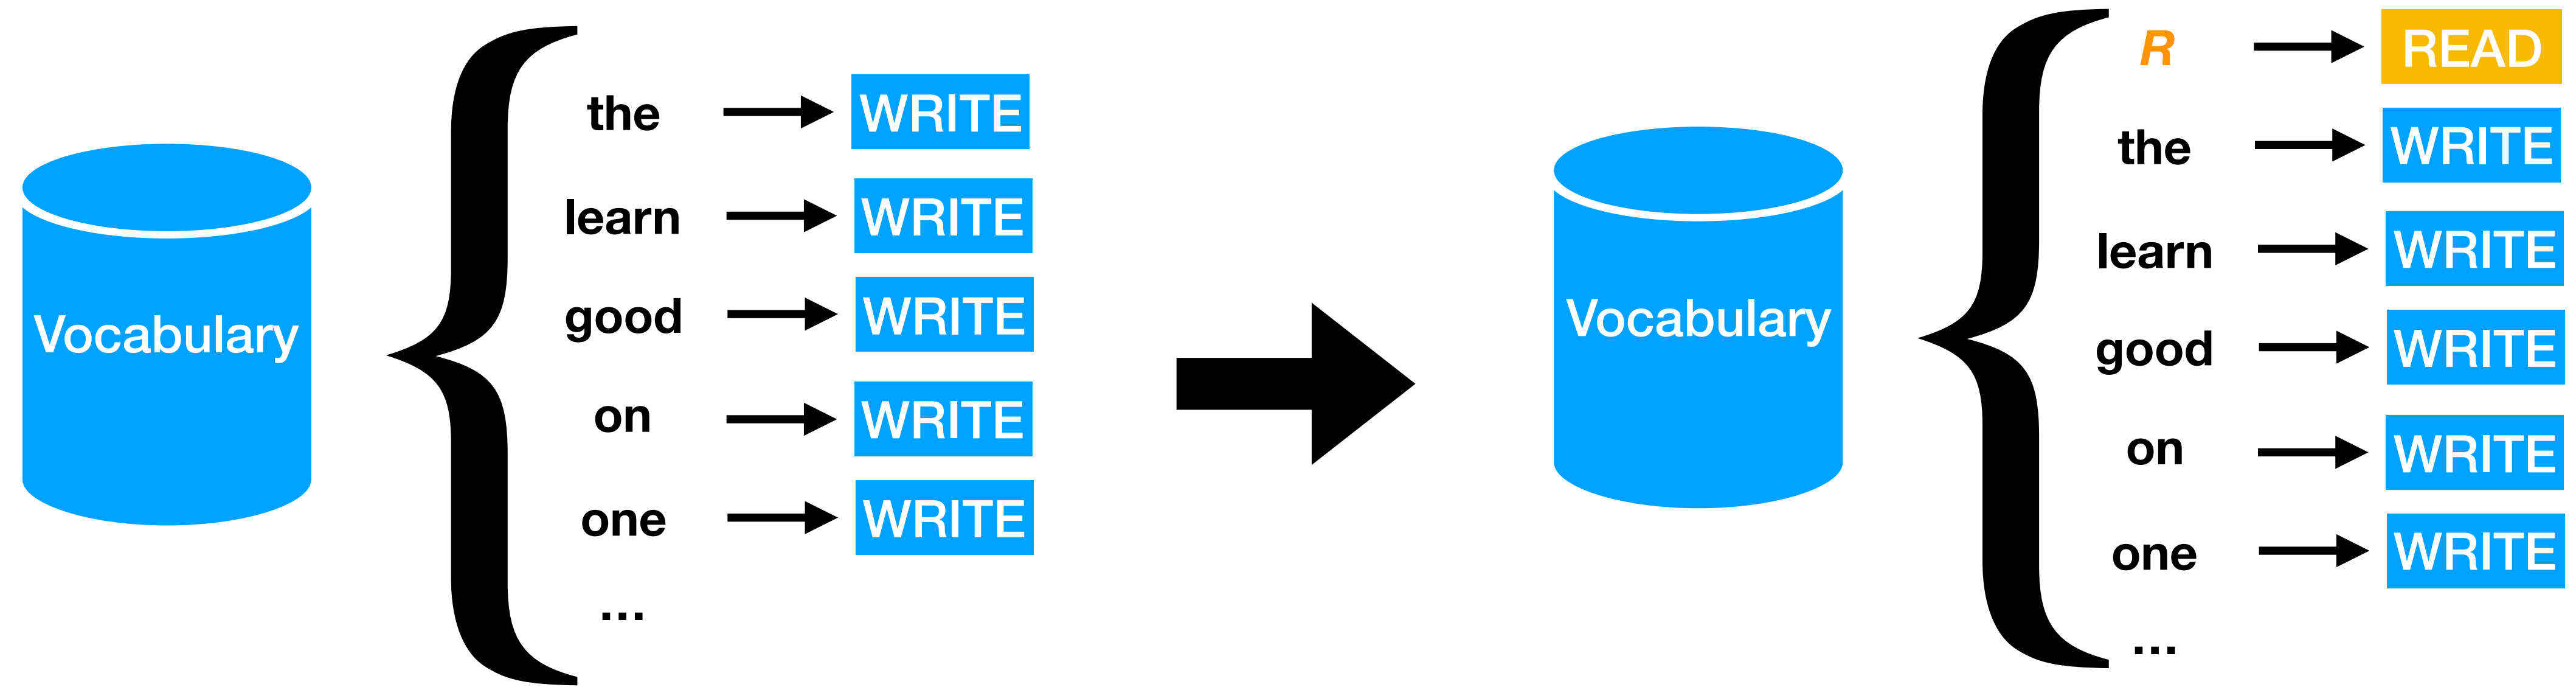 Vocabulary
the WRITE
learn WRITE
good WRITE
on WRITE
one WRITE
...
Vocabulary
R READ
the WRITE
learn WRITE
good WRITE
on WRITE
one WRITE
...